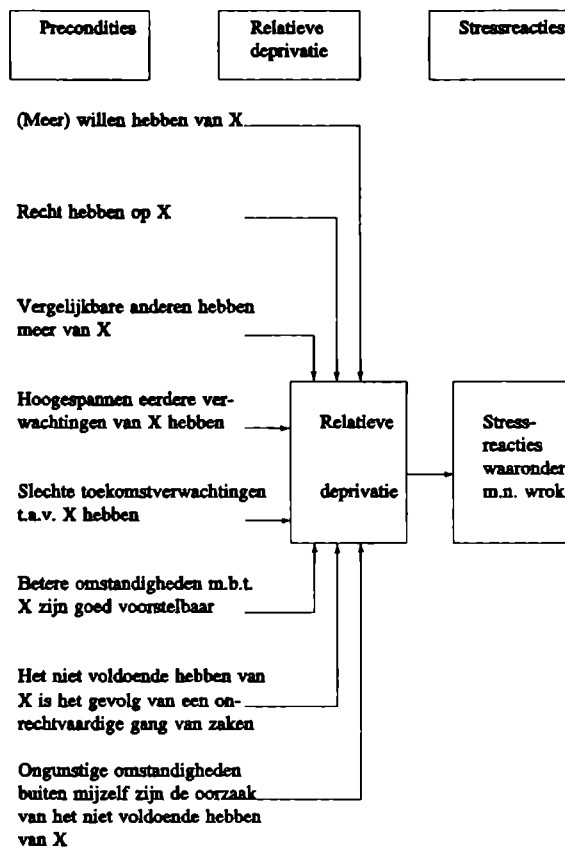 Precondities
Relatieve
deprivatie
Stressreacties
(Meer) willen hebben van X
Recht hebben op X
Vergelijkbare anderen hebben
meer van X
Hoogespannen eerdere ver-
wachtingen van X hebben
Slechte toekomstverwachtingen
t.a.v. X hebben
Betere omstandigheden m.b.t.
X zijn goed voorstelbaar
Het niet voldoende hebben van
X is het gevolg van een on-
rechtvaardige gang van zaken
Ongunstige omstandigheden
buiten mijzelf zijn de oorzaak
van het niet voldoende hebben
van X
Relatieve
deprivatie
Stress-
reacties
waaronder
m.n. wrok